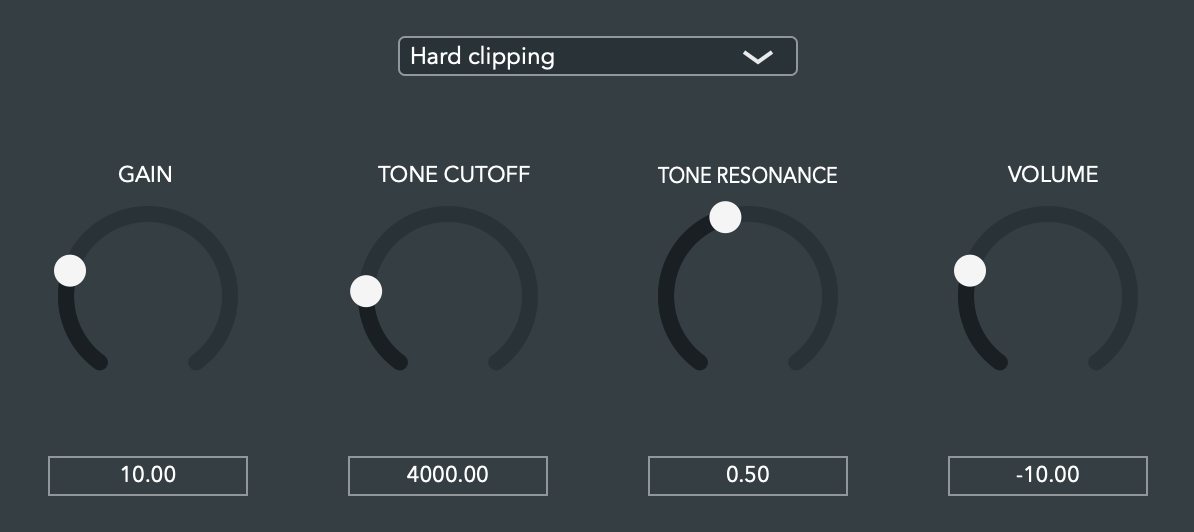 Hard clipping
GAIN
TONE CUTOFF
TONE RESONANCE
VOLUME
10.00
4000.00
0.50
-10.00